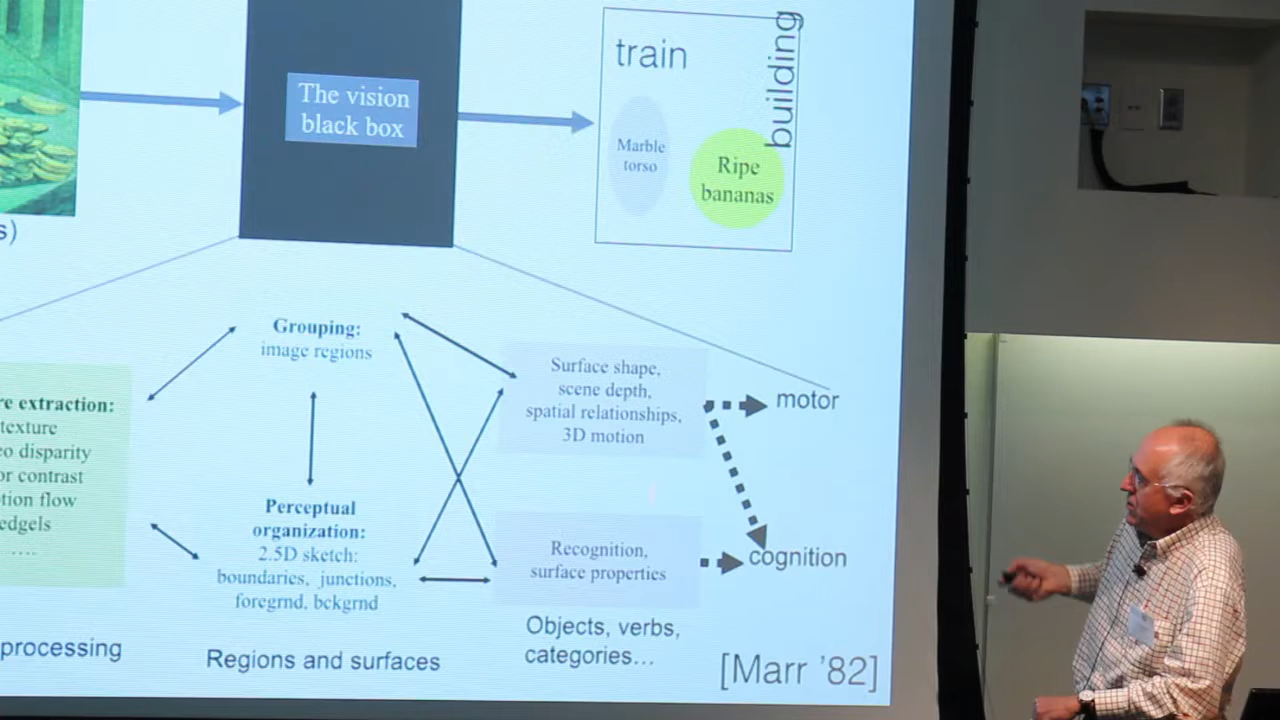 The vision
black box
train
building
Marble
torso
Ripe
bananas
s)
Grouping:
image regions
re extraction:
texture
eo disparity
or contrast
tion flow
edgels
....
Perceptual
organization:
2.5D sketch:
boundaries, junctions,
foregrnd, bckgrnd
Surface shape,
scene depth,
spatial relationships,
3D motion
Recognition,
surface properties
motor
cognition
processing
Regions and surfaces
Objects, verbs,
categories...
[Marr '82]